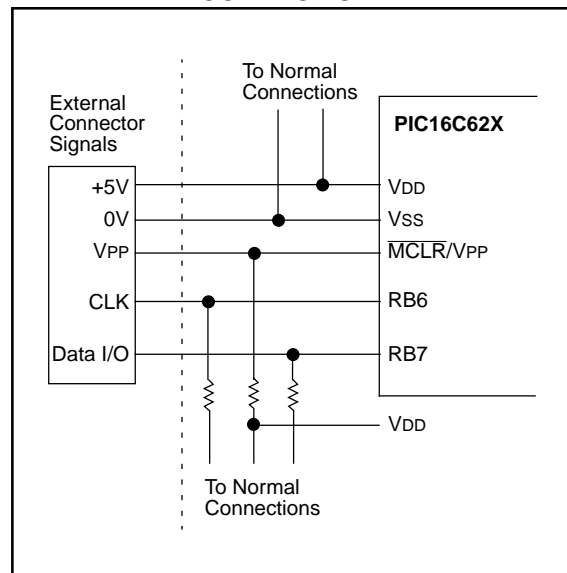 To Normal
Connections
External
Connector
Signals
PIC16C62X
+5V
VDD
0V
VSS
VPP
MCLR/VPP
CLK
RB6
Data I/O
RB7
VDD
To Normal
Connections